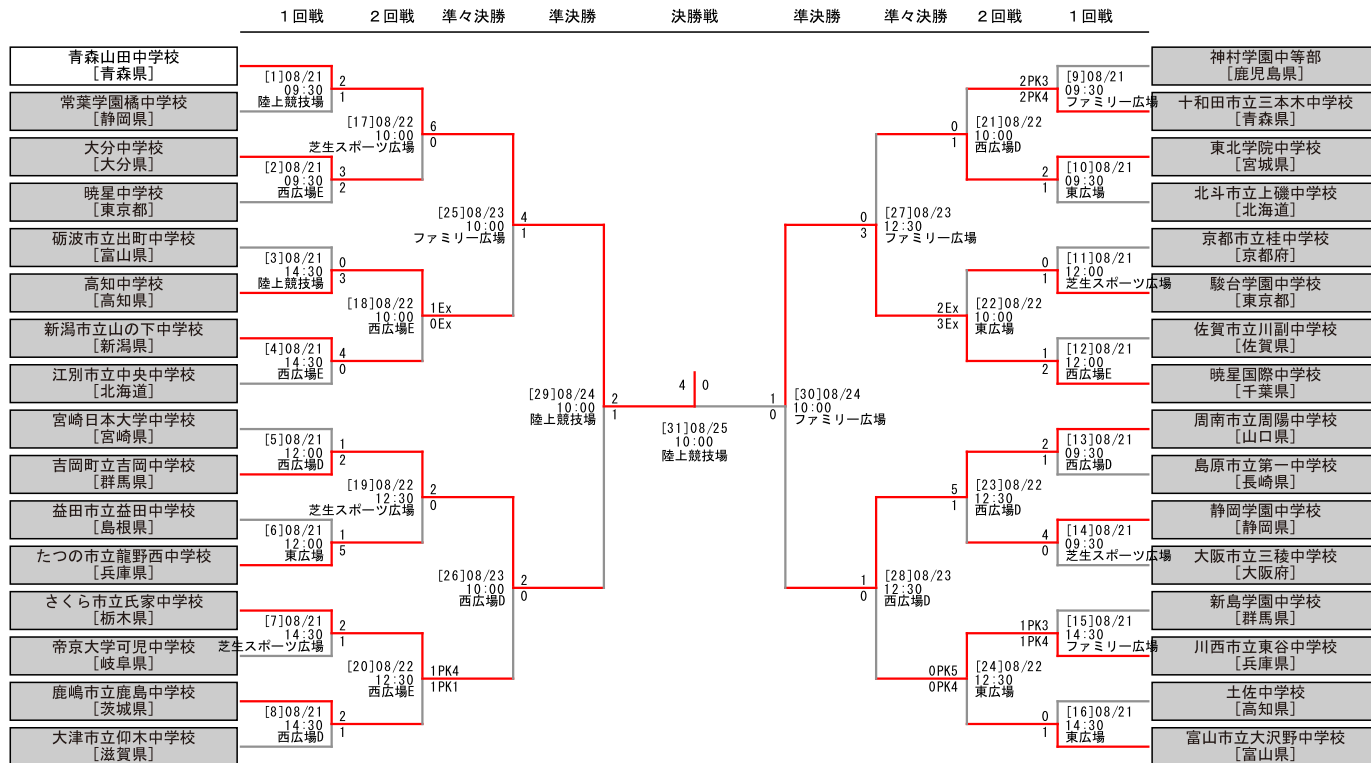 1回戦 2回戦 準々決勝 準決勝 決勝戦 準決勝 準々決勝 2回戦 1回戦
青森山田中学校
[青森県]
常葉学園橘中学校
[静岡県]
大分中学校
[大分県]
暁星中学校
[東京都]
砺波市立出町中学校
[富山県]
高知中学校
[高知県]
新潟市立山の下中学校
[新潟県]
江別市立中央中学校
[北海道]
宮崎日本大学中学校
[宮崎県]
吉岡町立吉岡中学校
[群馬県]
益田市立益田中学校
[島根県]
たつの市立龍野西中学校
[兵庫県]
さくら市立氏家中学校
[栃木県]
帝京大学可児中学校
[岐阜県]
鹿嶋市立鹿島中学校
[茨城県]
大津市立仰木中学校
[滋賀県]
[1]08/21
09:30
陸上競技場
2
1
[2]08/21
09:30
西広場E
3
2
[3]08/21
14:30
陸上競技場
0
3
[4]08/21
14:30
西広場E
4
0
[5]08/21
12:00
西広場D
1
2
[6]08/21
12:00
東広場
1
5
[7]08/21
14:30
芝生スポーツ広場
2
1
[8]08/21
14:30
西広場D
2
1
[17]08/22
10:00
芝生スポーツ広場
6
0
[18]08/22
10:00
西広場E
1Ex
0Ex
[19]08/22
12:30
芝生スポーツ広場
2
0
[20]08/22
12:30
西広場E
1PK4
1PK1
[25]08/23
10:00
ファミリー広場
4
1
[26]08/23
10:00
西広場D
2
0
[29]08/24
10:00
陸上競技場
2
1
4 0
[31]08/25
10:00
陸上競技場
1
0
[30]08/24
10:00
ファミリー広場
0
3
[27]08/23
12:30
ファミリー広場
1
0
[28]08/23
12:30
西広場D
0
1
[21]08/22
10:00
西広場D
2Ex
3Ex
[22]08/22
10:00
東広場
5
1
[23]08/22
12:30
西広場D
0PK5
0PK4
[24]08/22
12:30
東広場
2PK3
2PK4
[9]08/21
09:30
ファミリー広場
2
1
[10]08/21
09:30
東広場
0
1
[11]08/21
12:00
芝生スポーツ広場
1
2
[12]08/21
12:00
西広場E
2
1
[13]08/21
09:30
西広場D
4
0
[14]08/21
09:30
芝生スポーツ広場
1PK3
1PK4
[15]08/21
14:30
ファミリー広場
0
1
[16]08/21
14:30
東広場
神村学園中等部
[鹿児島県]
十和田市立三本木中学校
[青森県]
東北学院中学校
[宮城県]
北斗市立上磯中学校
[北海道]
京都市立桂中学校
[京都府]
駿台学園中学校
[東京都]
佐賀市立川副中学校
[佐賀県]
暁星国際中学校
[千葉県]
周南市立周陽中学校
[山口県]
島原市立第一中学校
[長崎県]
静岡学園中学校
[静岡県]
大阪市立三稜中学校
[大阪府]
新島学園中学校
[群馬県]
川西市立東谷中学校
[兵庫県]
土佐中学校
[高知県]
富山市立大沢野中学校
[富山県]